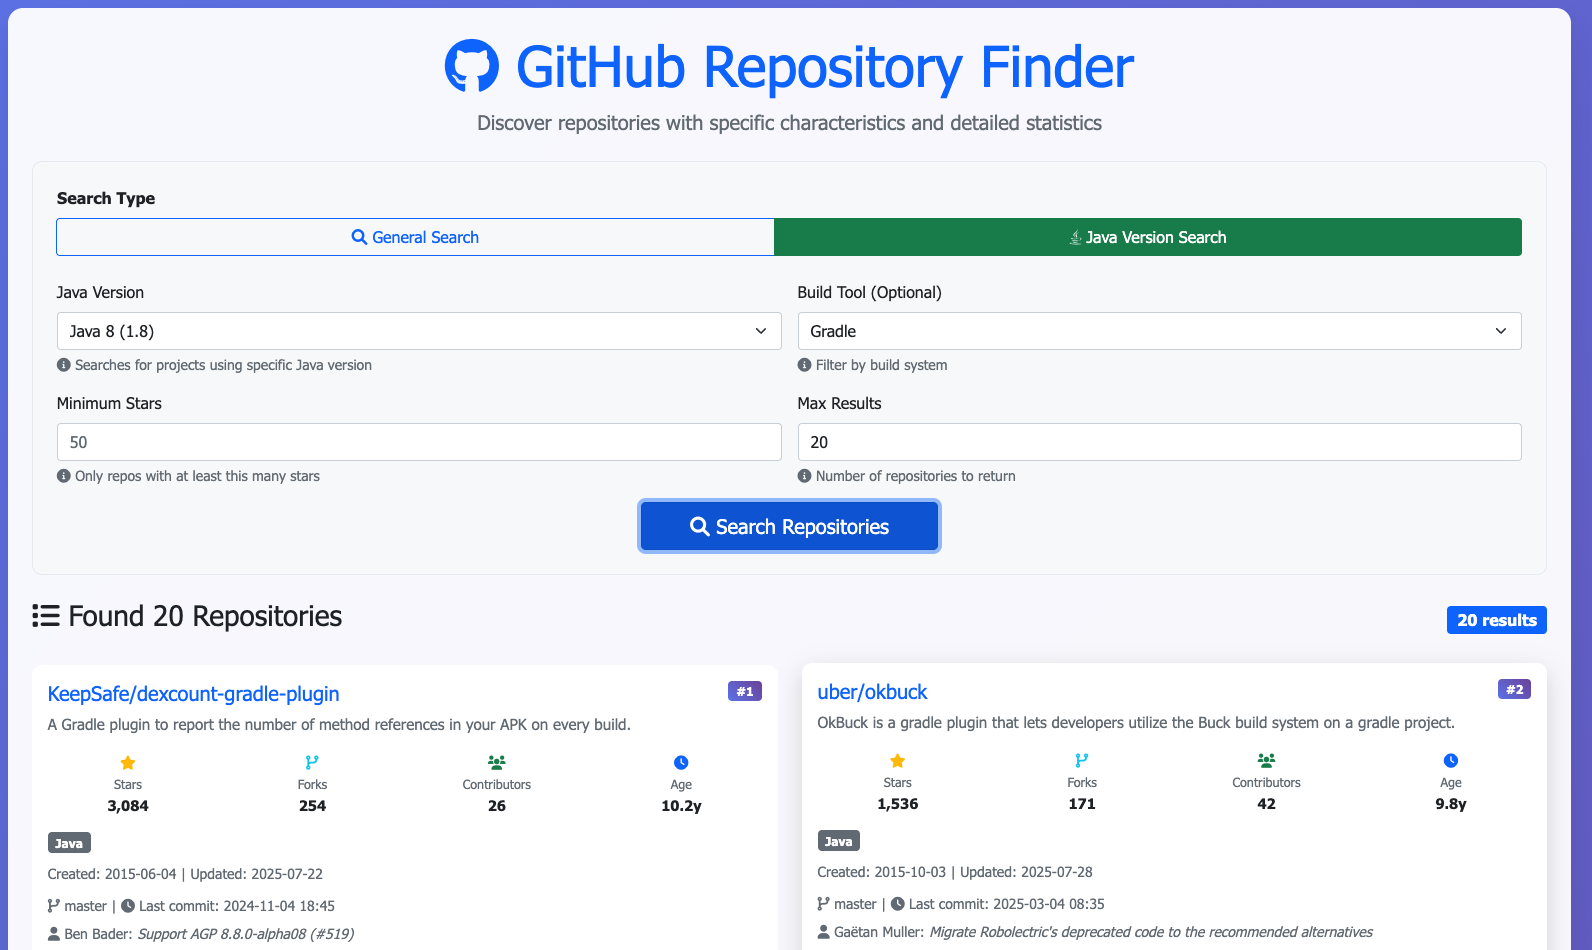 GitHub Repository Finder
Discover repositories with specific characteristics and detailed statistics
Search Type
General Search
Java Version Search
Java Version
Build Tool (Optional)
Java 8 (1.8)
Gradle
Searches for projects using specific Java version
Filter by build system
Minimum Stars
Max Results
50
20
Only repos with at least this many stars
Number of repositories to return
Search Repositories
Found 20 Repositories
20 results
KeepSafe/dexcount-gradle-plugin
#1
A Gradle plugin to report the number of method references in your APK on every build.
Stars Forks Contributors Age
3,084 254 26 10.2y
Java
Created: 2015-06-04 | Updated: 2025-07-22
master | Last commit: 2024-11-04 18:45
Ben Bader: Support AGP 8.8.0-alpha08 (#519)
uber/okbuck
#2
OkBuck is a gradle plugin that lets developers utilize the Buck build system on a gradle project.
Stars Forks Contributors Age
1,536 171 42 9.8y
Java
Created: 2015-10-03 | Updated: 2025-07-28
master | Last commit: 2025-03-04 08:35
Gaëtan Muller: Migrate Robolectric's deprecated code to the recommended alternatives